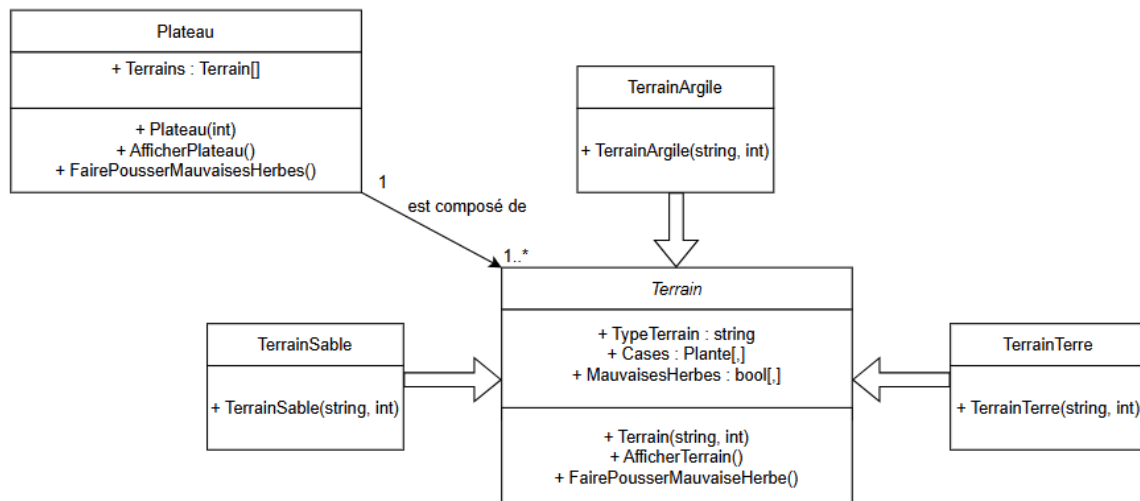 Plateau
+ Terrains : Terrain[]
+ Plateau(int)
+ AfficherPlateau()
+ FairePousserMauvaisesHerbes()
1
est composé de
1..*
TerrainArgile
+ TerrainArgile(string, int)
Terrain
+ TypeTerrain : string
+ Cases : Plante[,]
+ MauvaisesHerbes : bool[,]
+ Terrain(string, int)
+ AfficherTerrain()
+ FairePousserMauvaiseHerbe()
TerrainSable
+ TerrainSable(string, int)
TerrainTerre
+ TerrainTerre(string, int)